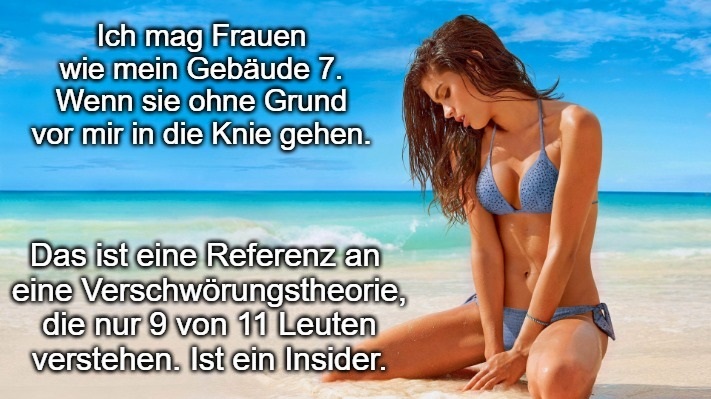 Ich mag Frauen
wie mein Gebäude 7.
Wenn sie ohne Grund
vor mir in die Knie gehen.
Das ist eine Referenz an
eine Verschwörungstheorie,
die nur 9 von 11 Leuten
verstehen. Ist ein Insider.